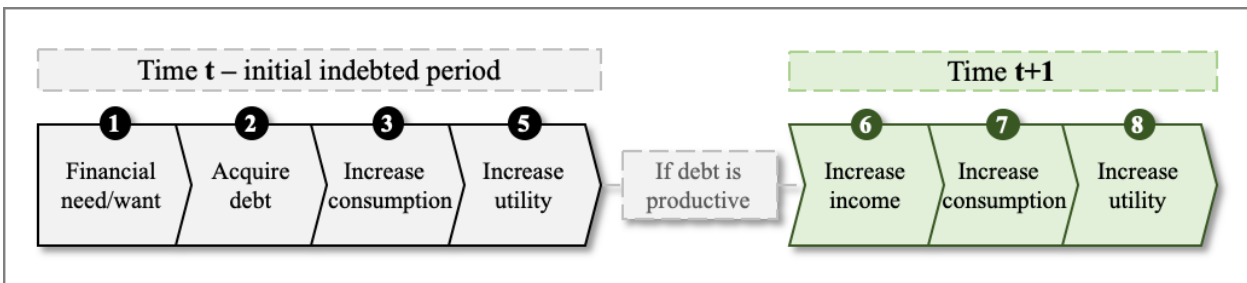 Time t – initial indebted period
Time t+1
1
2
3
5
6
7
8
Financial
need/want
Acquire
debt
Increase
consumption
Increase
utility
If debt is
productive
Increase
income
Increase
consumption
Increase
utility